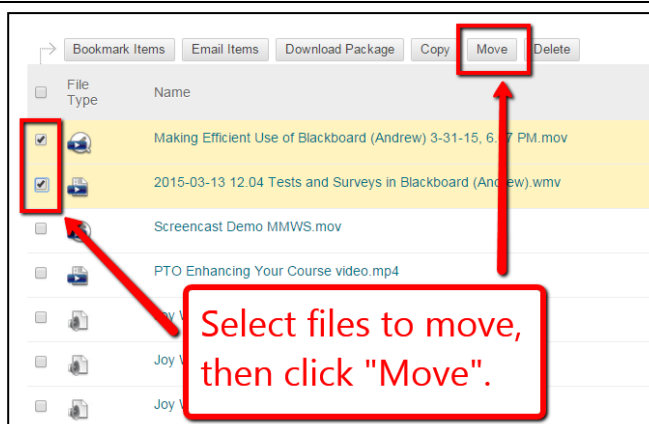 Bookmark Items Email Items Download Package Copy Move Delete
File
Type
Name
Making Efficient Use of Blackboard (Andrew) 3-31-15, 6. PM.mov
2015-03-13 12.04 Tests and Surveys in Blackboard (Andrew).wmv
Screencast Demo MMWS.mov
PTO Enhancing Your Course video.mp4
Joy
Select files to move,
Joy
then click "Move".
Joy